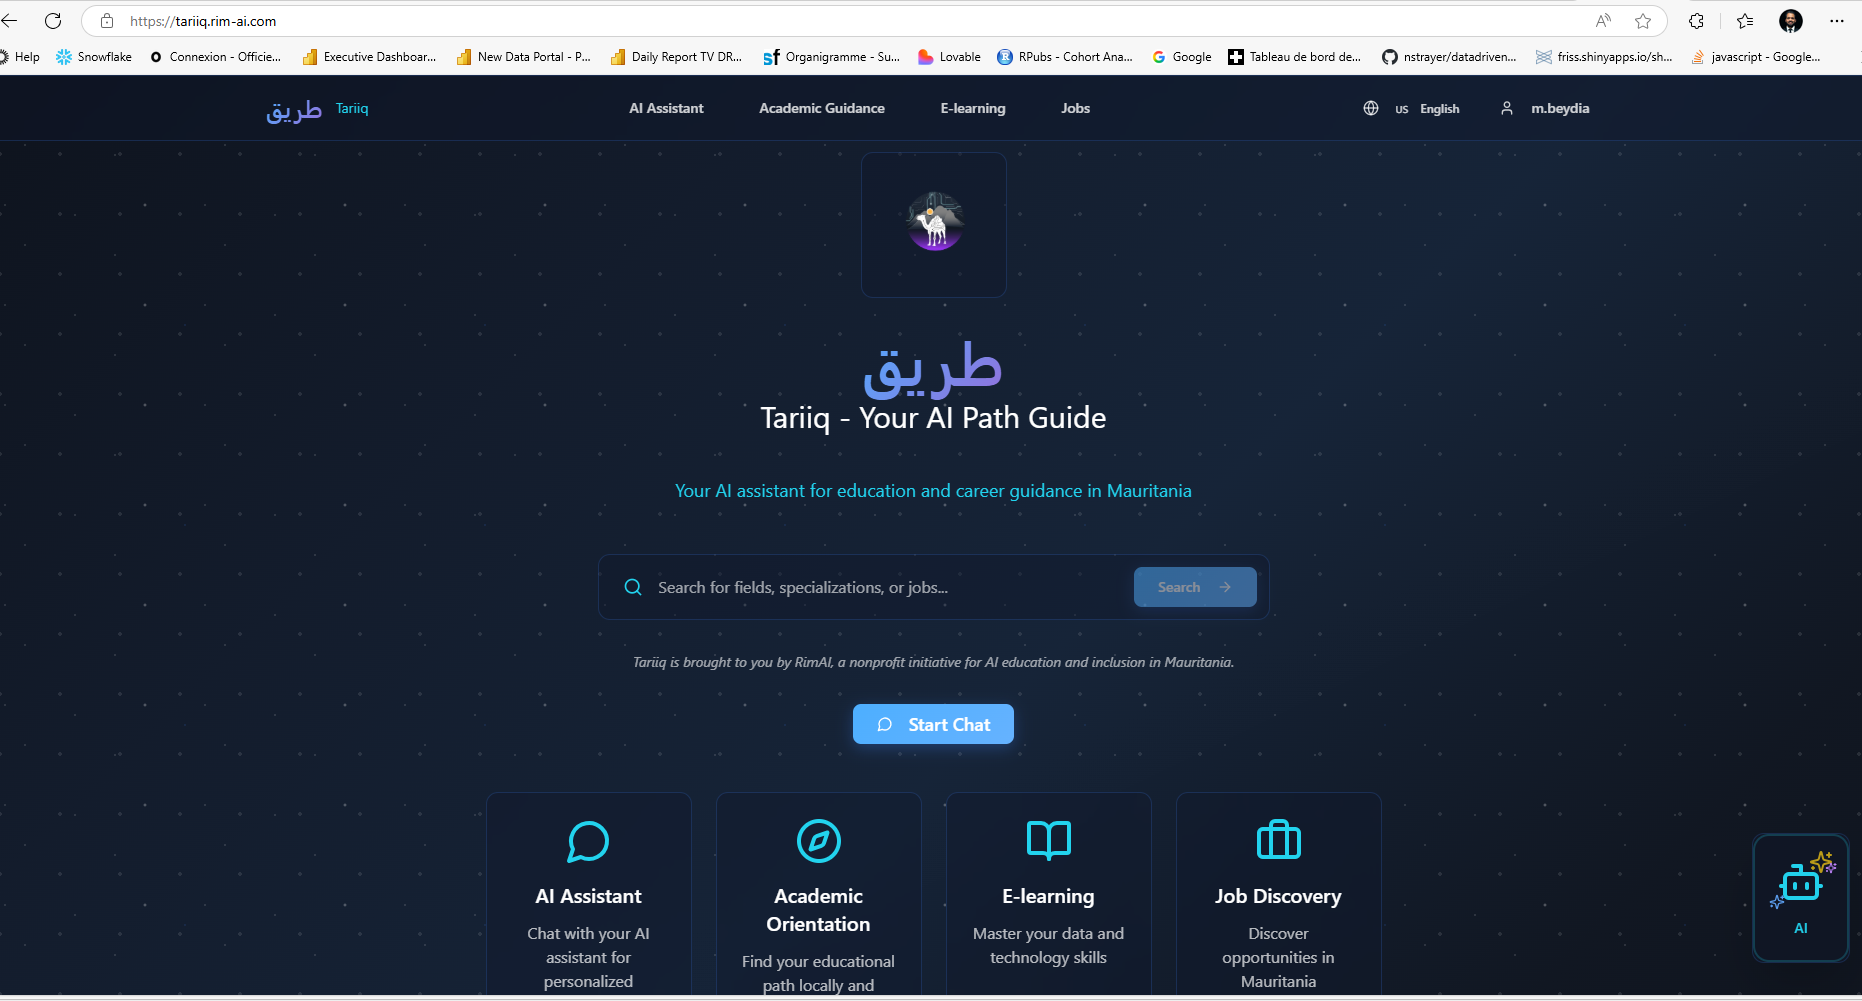 https://tariiq.rim-ai.com
Help
Snowflake
Connexion - Officie...
Executive Dashboar...
New Data Portal - P...
Daily Report TV DR...
Organigramme - Su...
Lovable
RPubs - Cohort Ana...
Google
Tableau de bord de...
nstrayer/datadriven...
friss.shinyapps.io/sh...
javascript - Google...
طريق Tariiq
AI Assistant
Academic Guidance
E-learning
Jobs
US English
m.beydia
طريق
Tariiq - Your AI Path Guide
Your AI assistant for education and career guidance in Mauritania
Search for fields, specializations, or jobs...
Search
Tariiq is brought to you by RimAI, a nonprofit initiative for AI education and inclusion in Mauritania.
Start Chat
AI Assistant
Chat with your AI
assistant for
personalized
Academic
Orientation
Find your educational
path locally and
E-learning
Master your data and
technology skills
Job Discovery
Discover
opportunities in
Mauritania
AI